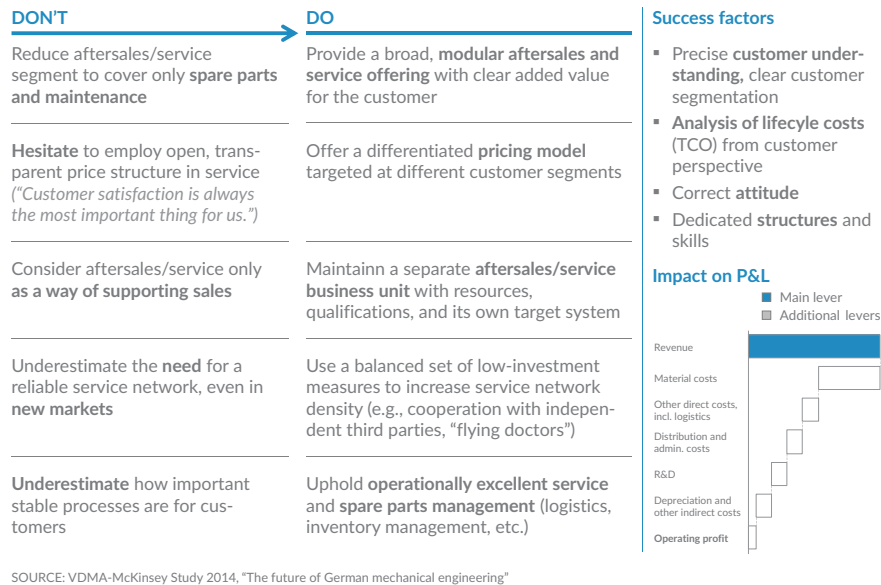 DON'T
Reduce aftersales/service
segment to cover only spare parts
and maintenance
Hesitate to employ open, trans-
parent price structure in service
("Customer satisfaction is always
the most important thing for us.")
Consider aftersales/service only
as a way of supporting sales
Underestimate the need for a
reliable service network, even in
new markets
Underestimate how important
stable processes are for cus-
tomers
DO
Provide a broad, modular aftersales and
service offering with clear added value
for the customer
Offer a differentiated pricing model
targeted at different customer segments
Maintainn a separate aftersales/service
business unit with resources,
qualifications, and its own target system
Use a balanced set of low-investment
measures to increase service network
density (e.g., cooperation with indepen-
dent third parties, “flying doctors”)
Uphold operationally excellent service
and spare parts management (logistics,
inventory management, etc.)
Success factors
▪ Precise customer under-
standing, clear customer
segmentation
▪ Analysis of lifecyle costs
(TCO) from customer
perspective
▪ Correct attitude
▪ Dedicated structures and
skills
Impact on P&L
Main lever
Additional levers
Revenue
Material costs
Other direct costs,
incl. logistics
Distribution and
admin. costs
R&D
Depreciation and
other indirect costs
Operating profit
SOURCE: VDMA-McKinsey Study 2014, “The future of German mechanical engineering”